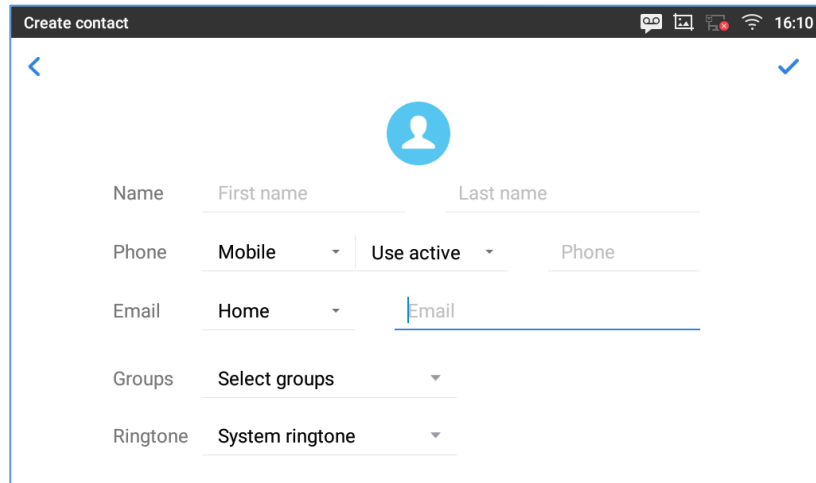 Create contact 16:10
Name First name Last name
Phone Mobile Use active Phone
Email Home Email
Groups Select groups
Ringtone System ringtone